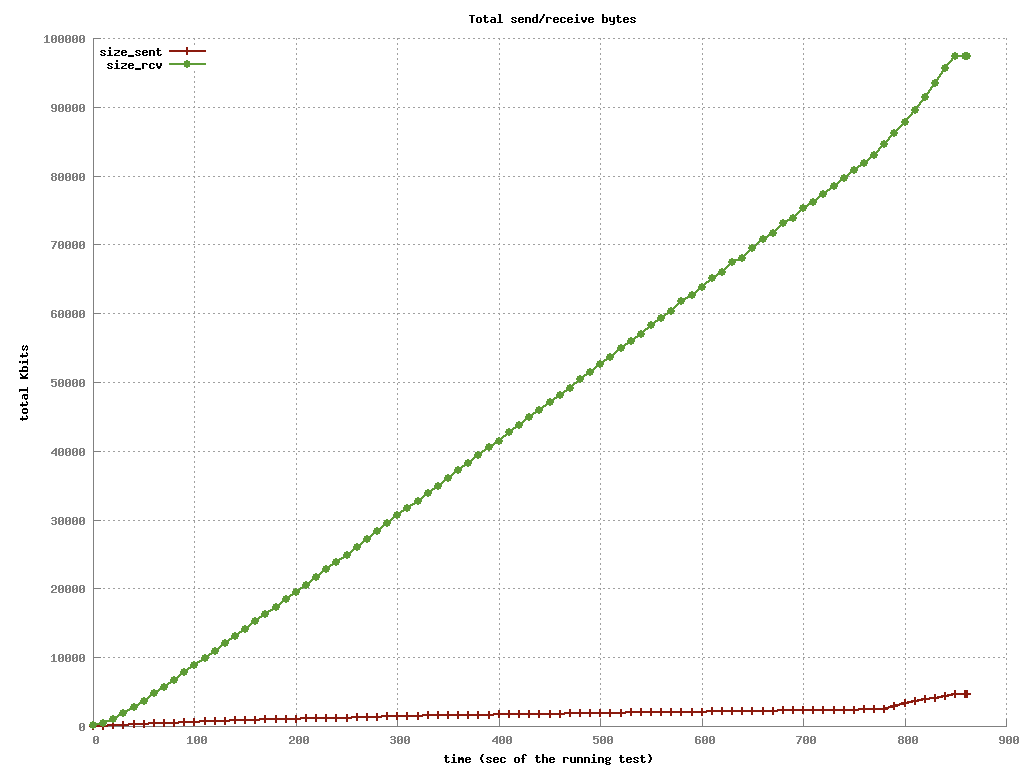 Total send/receive bytes
100000
size_sent
size_rcv
90000
80000
70000
60000
50000
40000
30000
20000
10000
0
total Kbits
0 100 200 300 400 500 600 700 800 900
time (sec of the running test)